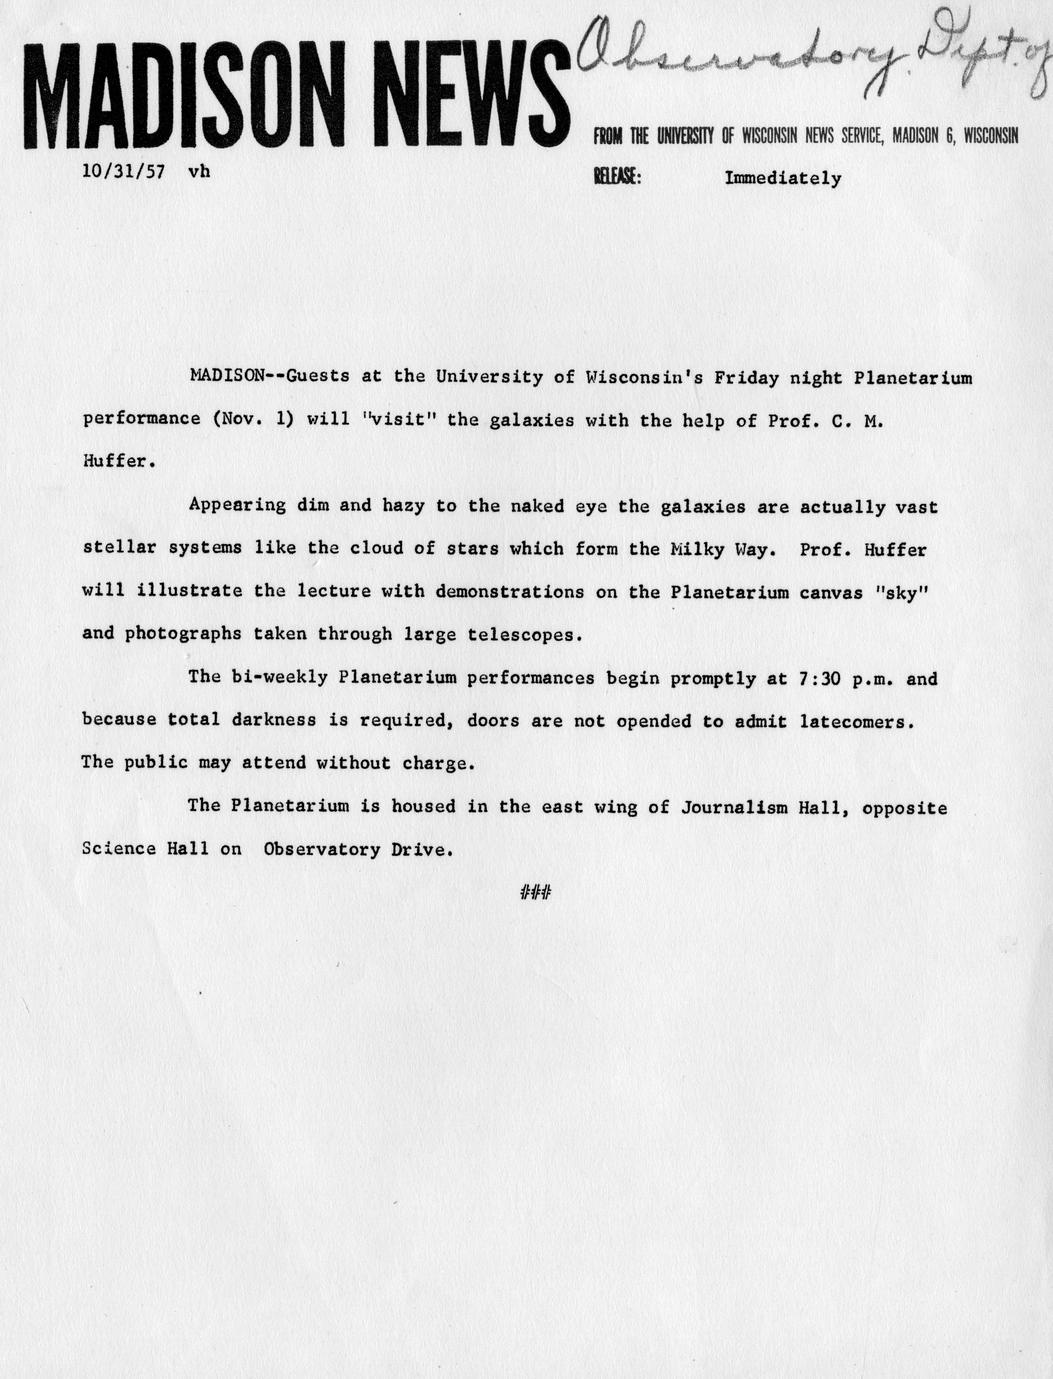 Observatory, Dept. of
MADISON NEWS
FROM THE UNIVERSITY OF WISCONSIN NEWS SERVICE, MADISON 6, WISCONSIN
10/31/57 vh
RELEASE: Immediately
MADISON--Guests at the University of Wisconsin's Friday night Planetarium
performance (Nov. 1) will "visit" the galaxies with the help of Prof. C. M.
Huffer.
Appearing dim and hazy to the naked eye the galaxies are actually vast
stellar systems like the cloud of stars which form the Milky Way. Prof. Huffer
will illustrate the lecture with demonstrations on the Planetarium canvas "sky"
and photographs taken through large telescopes.
The bi-weekly Planetarium performances begin promptly at 7:30 p.m. and
because total darkness is required, doors are not opended to admit latecomers.
The public may attend without charge.
The Planetarium is housed in the east wing of Journalism Hall, opposite
Science Hall on Observatory Drive.
###